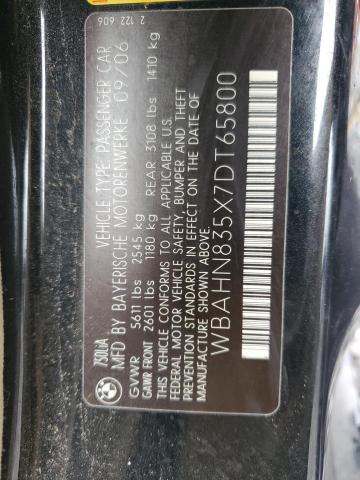 750LiA
VEHICLE TYPE: PASSENGER CAR
MFD BY BAYERISCHE MOTORENWERKE 09/06
GVWR 5611 lbs 2545 kg
GAWR FRONT 2601 lbs 1180 kg REAR 3108 lbs 1410 kg
THIS VEHICLE CONFORMS TO ALL APPLICABLE
FEDERAL MOTOR VEHICLE SAFETY, BUMPER AND THEFT
PREVENTION STANDARDS IN EFFECT ON THE DATE OF
MANUFACTURE SHOWN ABOVE.
WBAHN835X7DT65800
2 122 606
BMW